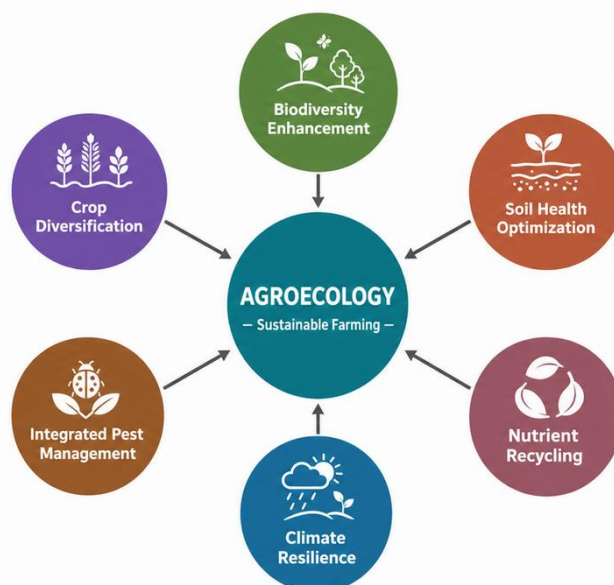 Biodiversity
Enhancement
Crop
Diversification
Soil Health
Optimization
AGROECOLOGY
— Sustainable Farming —
Integrated Pest
Management
Nutrient
Recycling
Climate
Resilience